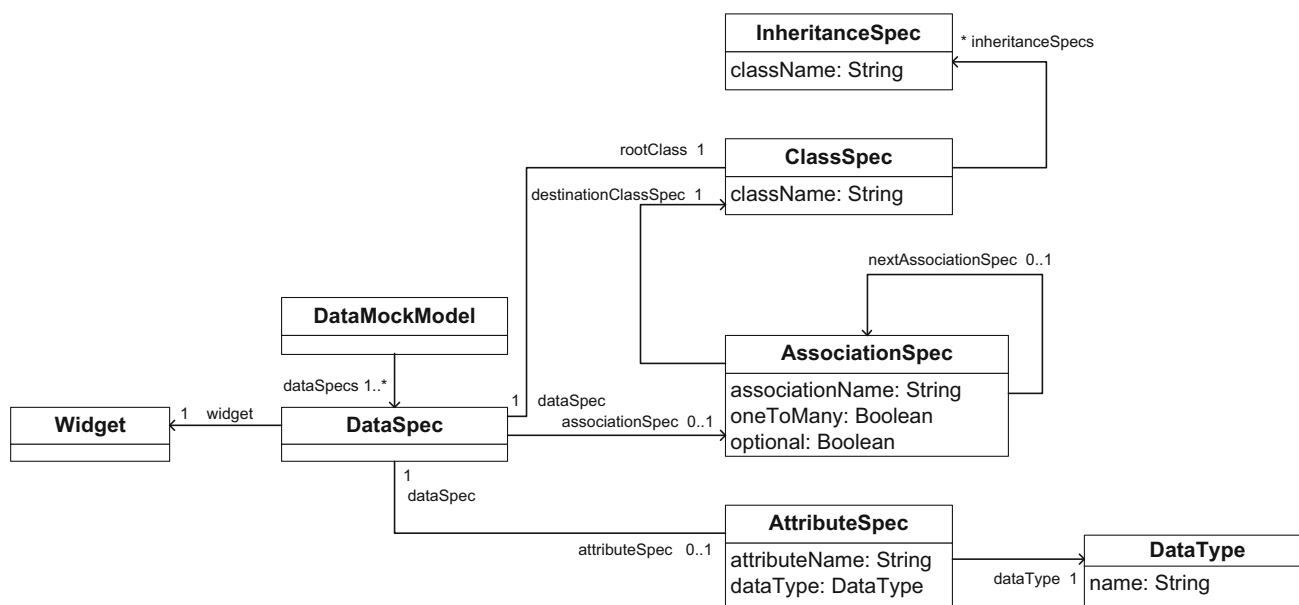 InheritanceSpec
className: String
* inheritanceSpecs
rootClass 1
ClassSpec
className: String
destinationClassSpec 1
nextAssociationSpec 0..1
DataMockModel
AssociationSpec
associationName: String
oneToMany: Boolean
optional: Boolean
dataSpecs 1..*
1 dataSpec
associationSpec 0..1
1 widget
Widget
DataSpec
1
dataSpec
AttributeSpec
attributeName: String
dataType: DataType
attributeSpec 0..1
dataType 1
DataType
name: String